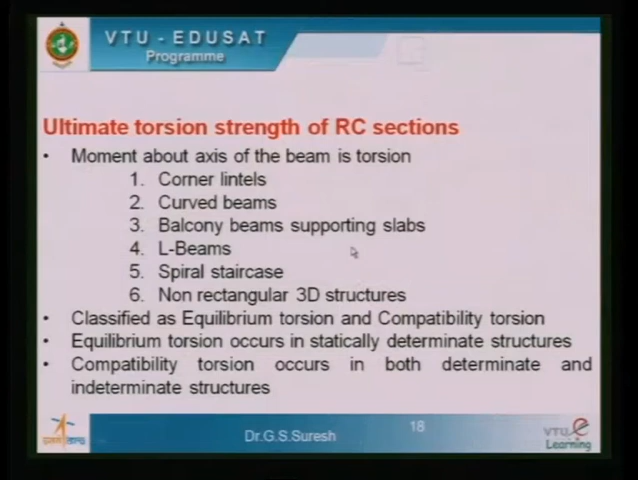 VTU - EDUSAT
Programme
Ultimate torsion strength of RC sections
• Moment about axis of the beam is torsion
1. Corner lintels
2. Curved beams
3. Balcony beams supporting slabs
4. L-Beams
5. Spiral staircase
6. Non rectangular 3D structures
• Classified as Equilibrium torsion and Compatibility torsion
• Equilibrium torsion occurs in statically determinate structures
• Compatibility torsion occurs in both determinate and
indeterminate structures
Dr.G.S.Suresh
18
VTU e
Learning